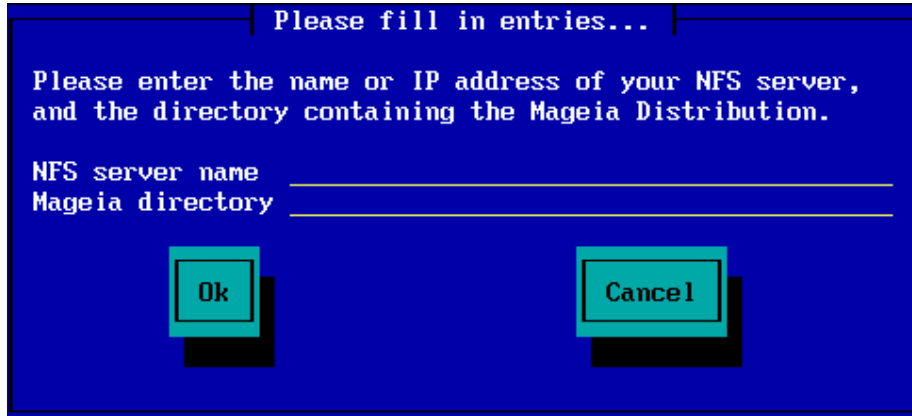 Please fill in entries...
Please enter the name or IP address of your NFS server,
and the directory containing the Mageia Distribution.
NFS server name
Mageia directory
Ok Cancel